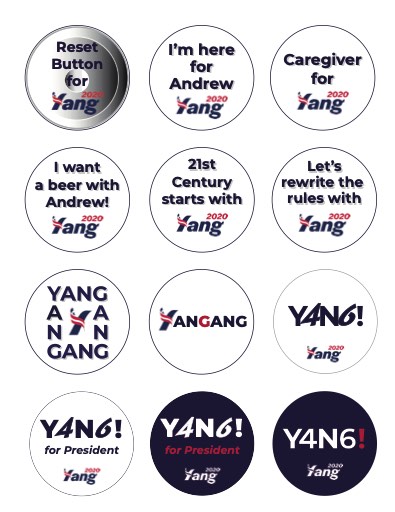 Reset
Button
for
Yang
2020
I'm here
for
Andrew
Yang
2020
Caregiver
for
Yang
2020
I want
a beer with
Andrew!
Yang
2020
21st
Century
starts with
Yang
2020
Let's
rewrite the
rules with
Yang
2020
YANG
A Y A
N N
GANG
YANGANG
Y4N6!
Yang
2020
Y4N6!
for President
Yang
2020
Y4N6!
for President
Yang
2020
Y4N6!
Yang
2020